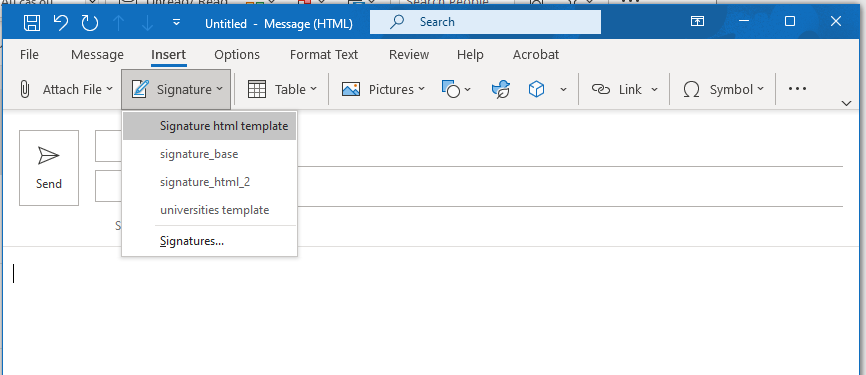 Untitled - Message (HTML)
Search
File Message Insert Options Format Text Review Help Acrobat
Attach File Signature Table Pictures Link Symbol
Signature html template
signature_base
signature_html_2
universities template
Signatures...
Send